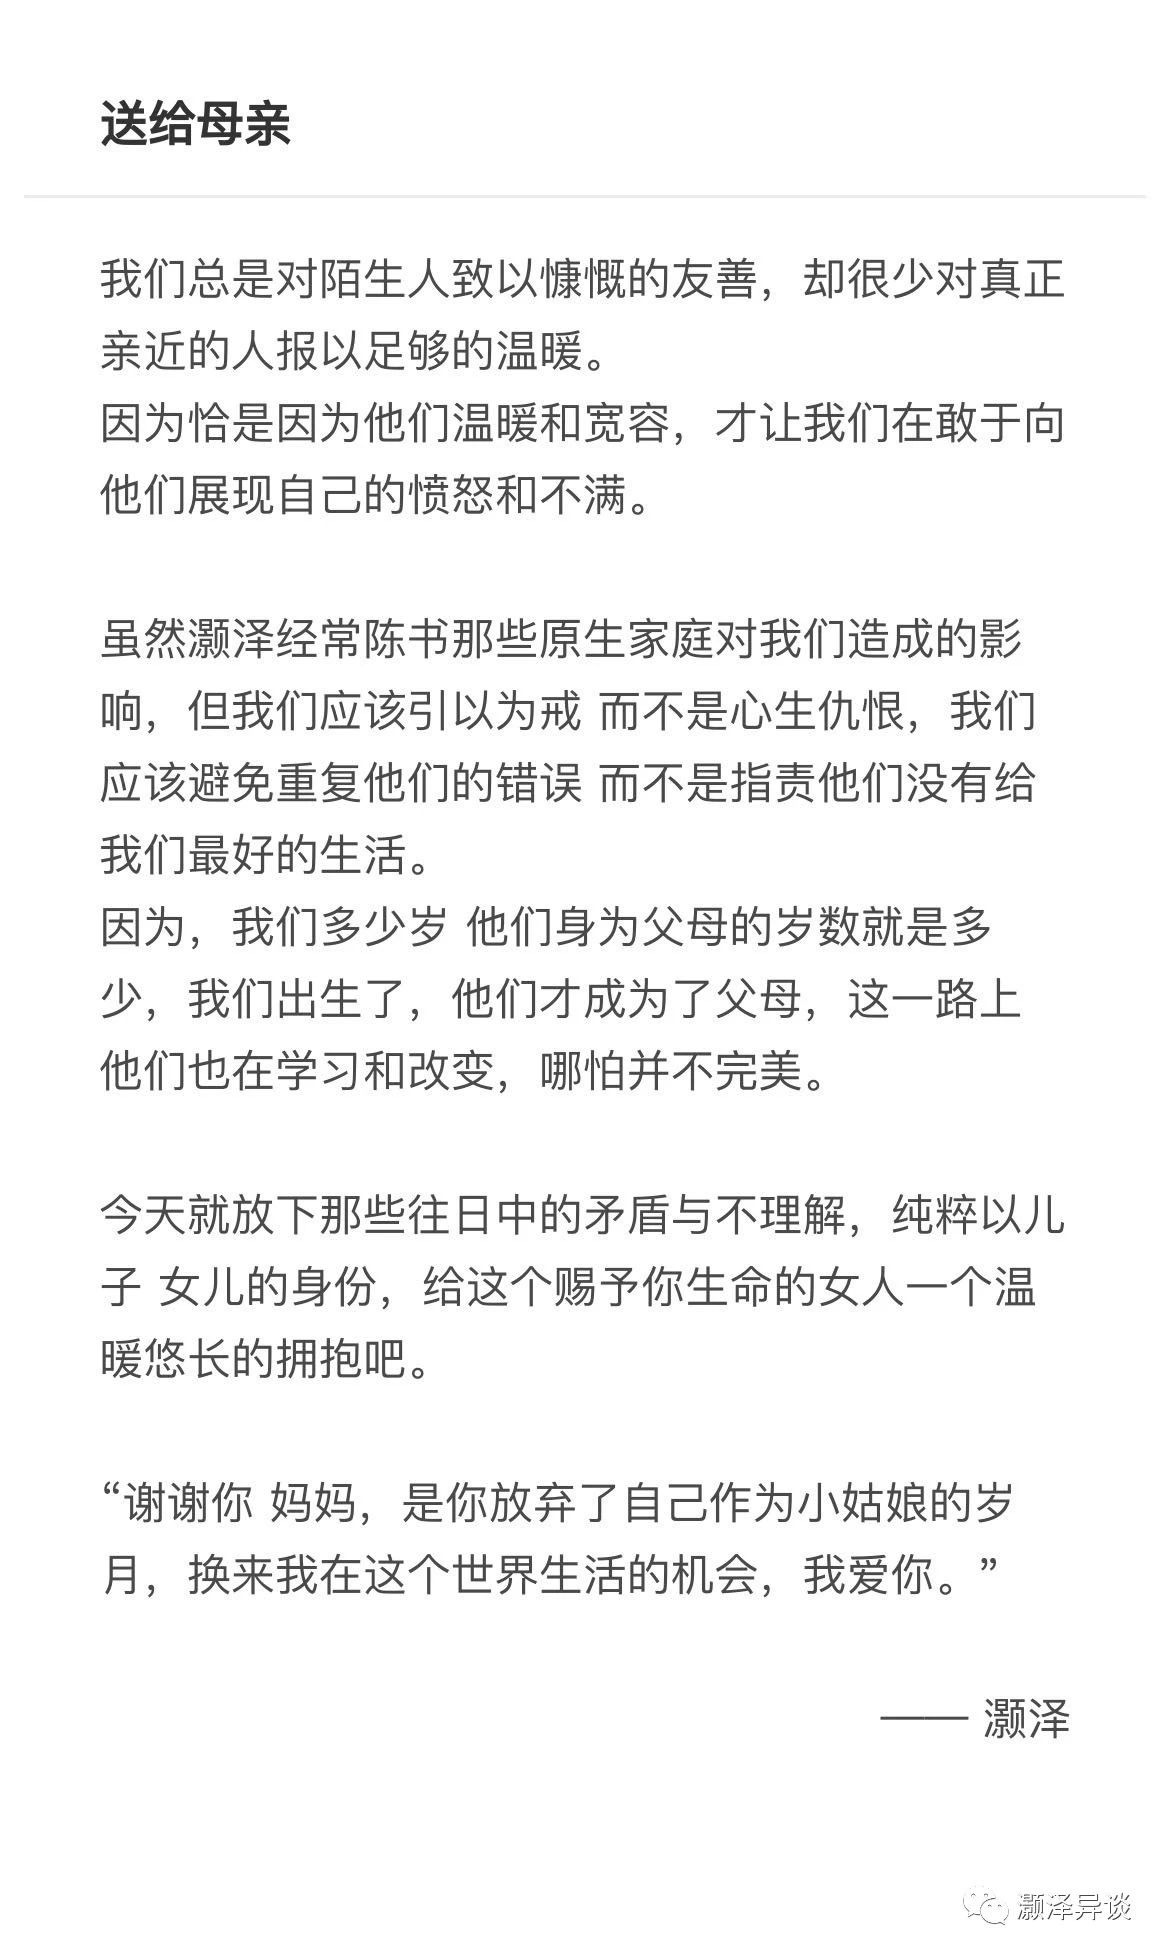 送给母亲
我们总是对陌生人致以慷慨的友善，却很少对真正
亲近的人报以足够的温暖。
因为恰是因为他们温暖和宽容，才让我们在敢于向
他们展现自己的愤怒和不满。
虽然灏泽经常陈书那些原生家庭对我们造成的影
响，但我们应该引以为戒 而不是心生仇恨，我们
应该避免重复他们的错误 而不是指责他们没有给
我们最好的生活。
因为，我们多少岁 他们身为父母的岁数就是多
少，我们出生了，他们才成为了父母，这一路上
他们也在学习和改变，哪怕并不完美。
今天就放下那些往日中的矛盾与不理解，纯粹以儿
子 女儿的身份，给这个赐予你生命的女人一个温
暖悠长的拥抱吧。
“谢谢你 妈妈，是你放弃了自己作为小姑娘的岁
月，换来我在这个世界生活的机会，我爱你。”
—— 灏泽
灏泽异谈